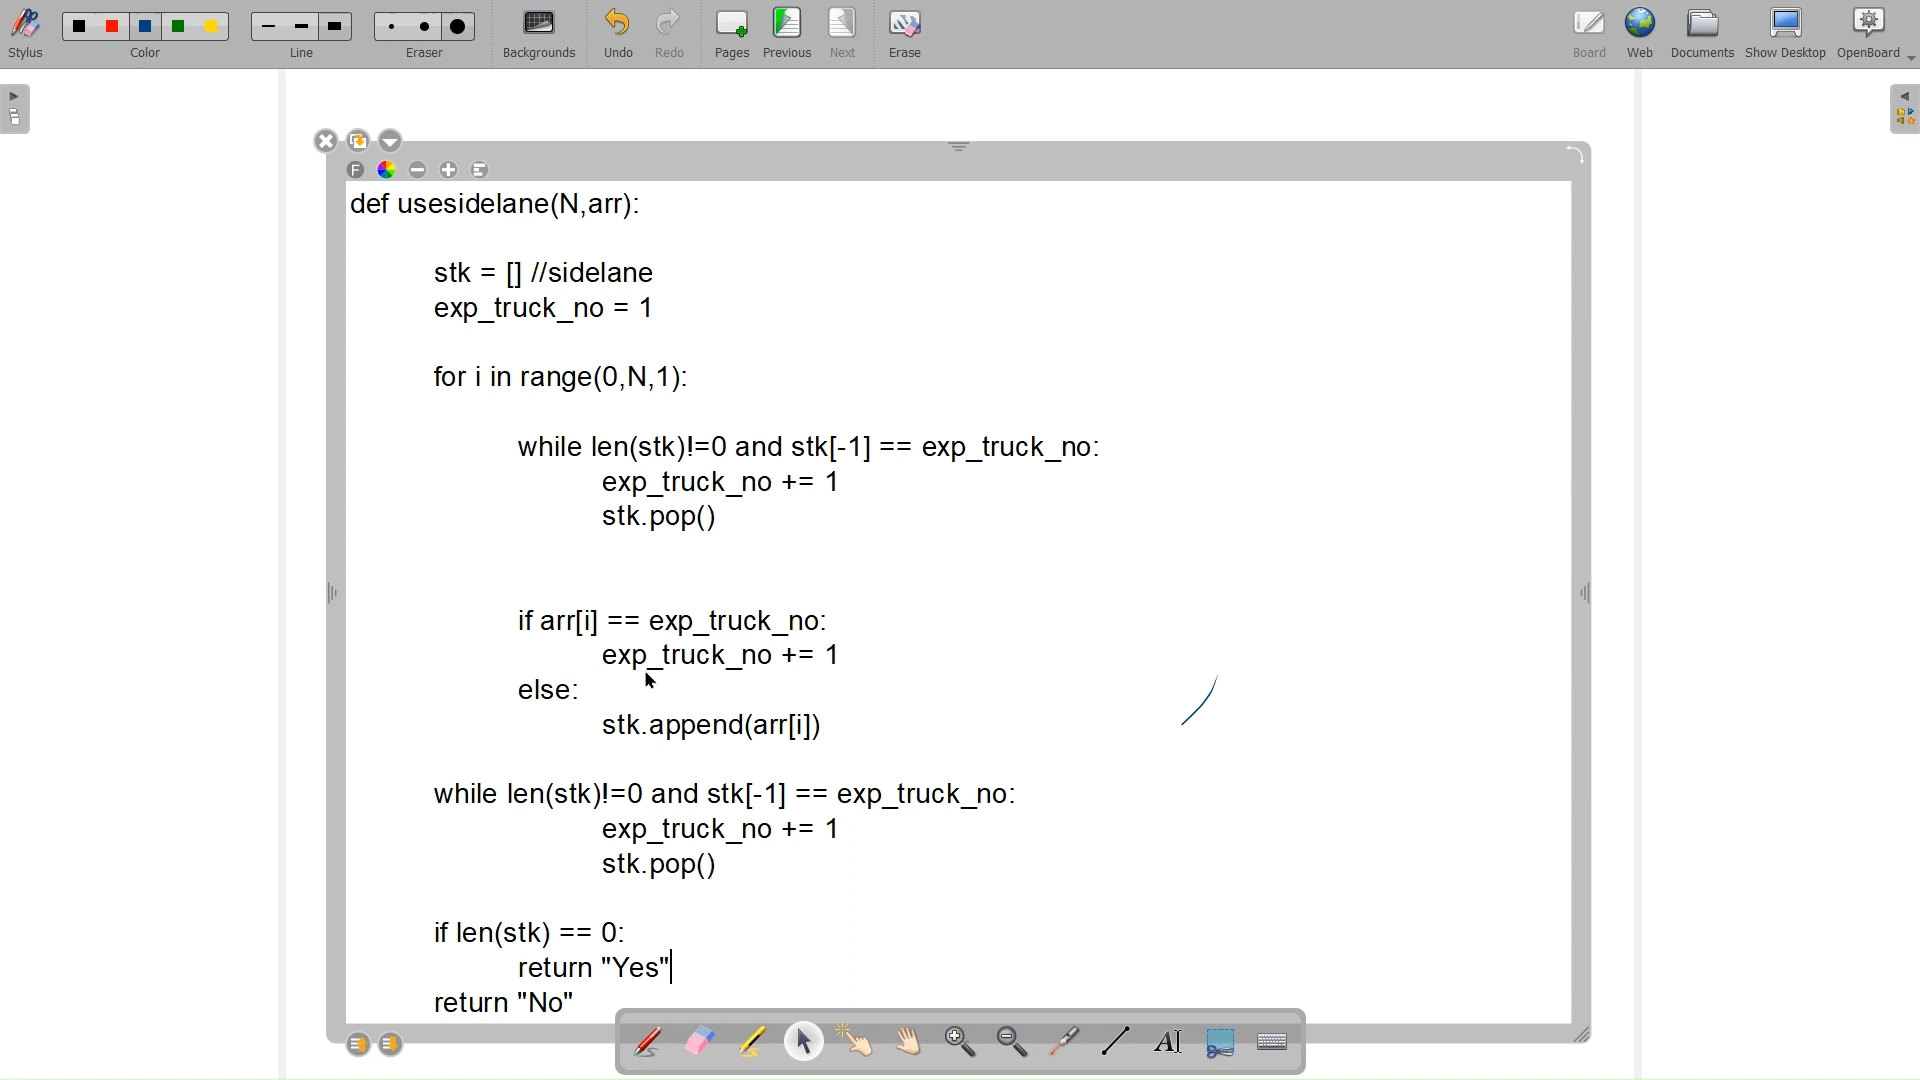 Stylus Color Line Eraser Backgrounds Undo Redo Pages Previous Next Erase Board Web Documents Show Desktop OpenBoard
F
def usesidelane(N,arr):
stk = [] //sidelane
exp_truck_no = 1
for i in range(0,N,1):
while len(stk)!=0 and stk[-1] == exp_truck_no:
exp_truck_no += 1
stk.pop()
if arr[i] == exp_truck_no:
exp_truck_no += 1
else:
stk.append(arr[i])
while len(stk)!=0 and stk[-1] == exp_truck_no:
exp_truck_no += 1
stk.pop()
if len(stk) == 0:
return "Yes"
return "No"